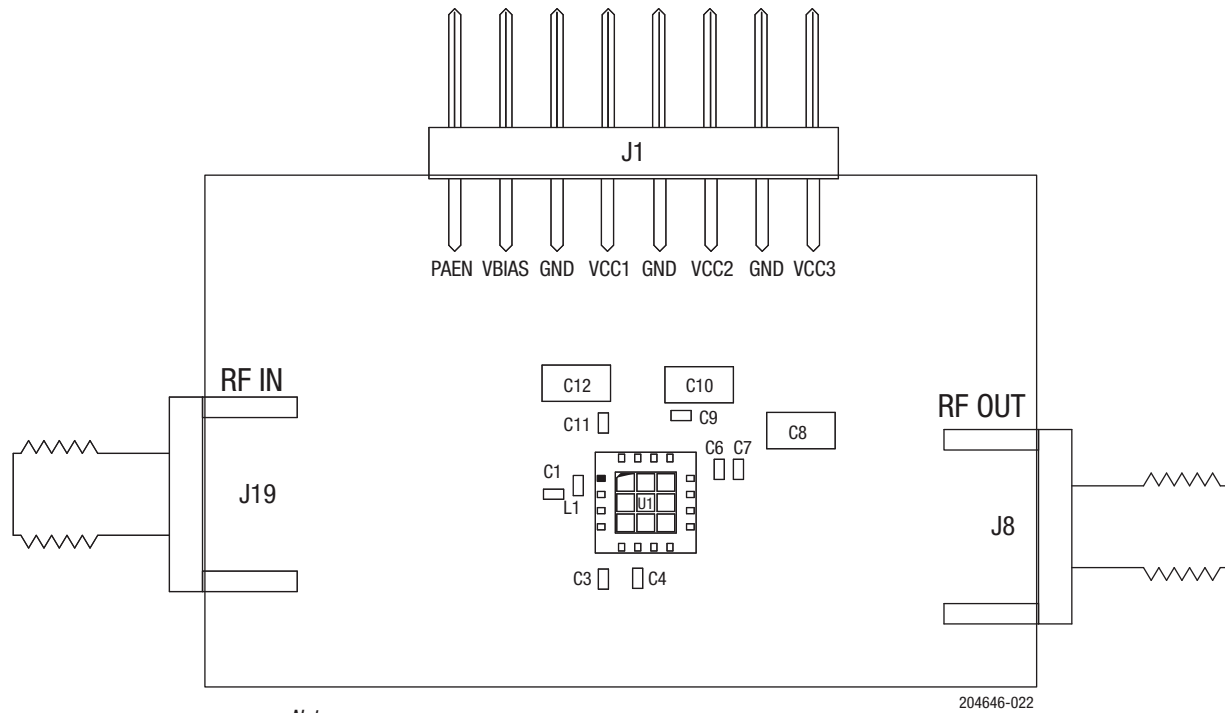 J1
PAEN VBIAS GND VCC1 GND VCC2 GND VCC3
RF IN
C12
C10
C11
C9
C8
RF OUT
C6 C7
C1
L1
U1
J19
J8
C3
C4
204646-022